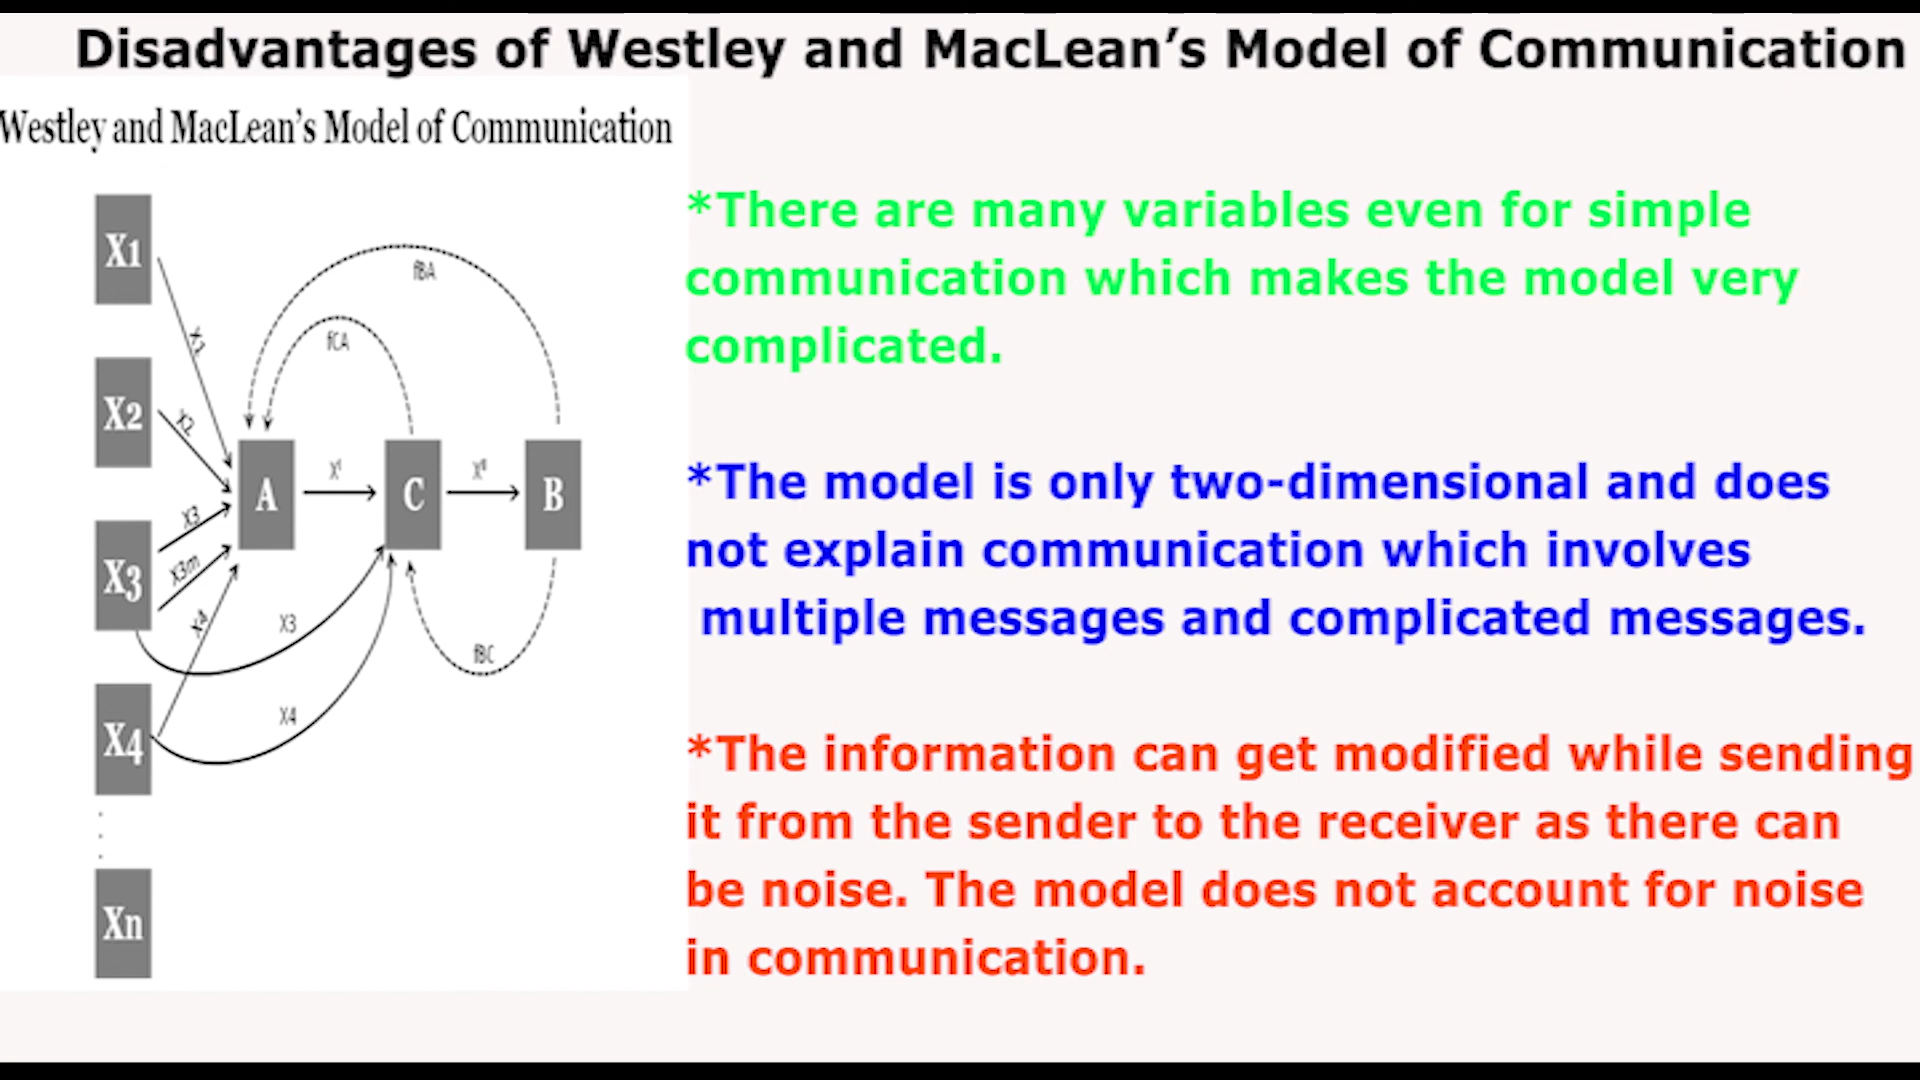 Disadvantages of Westley and MacLean’s Model of Communication
Westley and MacLean’s Model of Communication
X1
X2
X3
X4
Xn
X1
X2
X3
X3m
X4
X3
X4
fBA
fCA
A
X'
C
X"
B
fBC
*There are many variables even for simple
communication which makes the model very
complicated.
*The model is only two-dimensional and does
not explain communication which involves
multiple messages and complicated messages.
*The information can get modified while sending
it from the sender to the receiver as there can
be noise. The model does not account for noise
in communication.